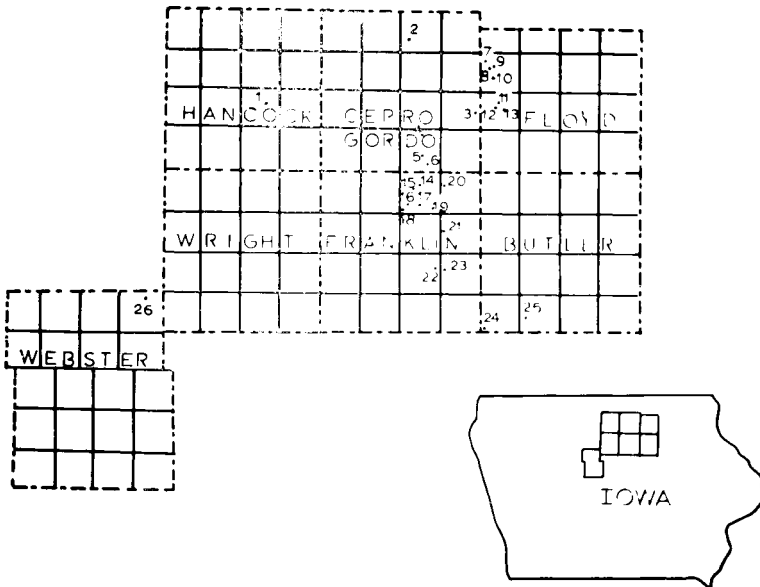 2
7
9
8 10
1
11
HANCOCK CERRO 3 12 13 FLOYD
GORDO
5 6
15 14 20
16 17
19
18
21
WRIGHT FRANKLIN BUTLER
22 23
26
24 25
WEBSTER
IOWA